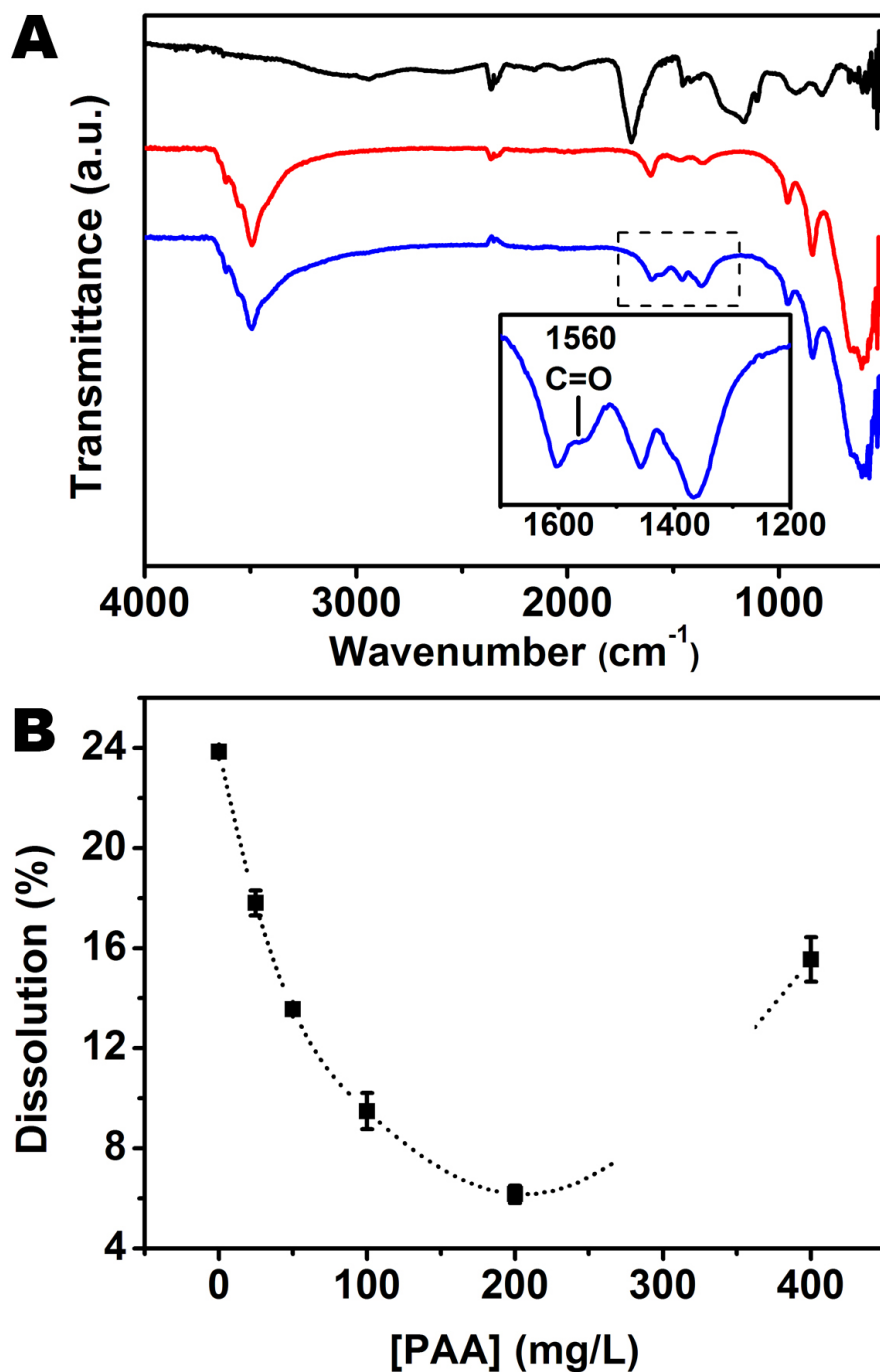 A
Transmittance (a.u.)
1560
C=O
1600 1400 1200
4000 3000 2000 1000
Wavenumber (cm⁻¹)
B
24
20
16
12
8
4
Dissolution (%)
0 100 200 300 400
[PAA] (mg/L)